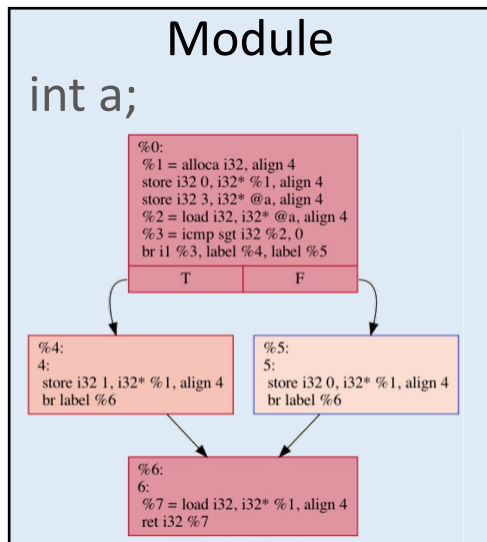 Module
int a;
%0:
%1 = alloca i32, align 4
store i32 0, i32* %1, align 4
store i32 3, i32* @a, align 4
%2 = load i32, i32* @a, align 4
%3 = icmp sgt i32 %2, 0
br i1 %3, label %4, label %5
T F
%4:
4:
store i32 1, i32* %1, align 4
br label %6
%5:
5:
store i32 0, i32* %1, align 4
br label %6
%6:
6:
%7 = load i32, i32* %1, align 4
ret i32 %7